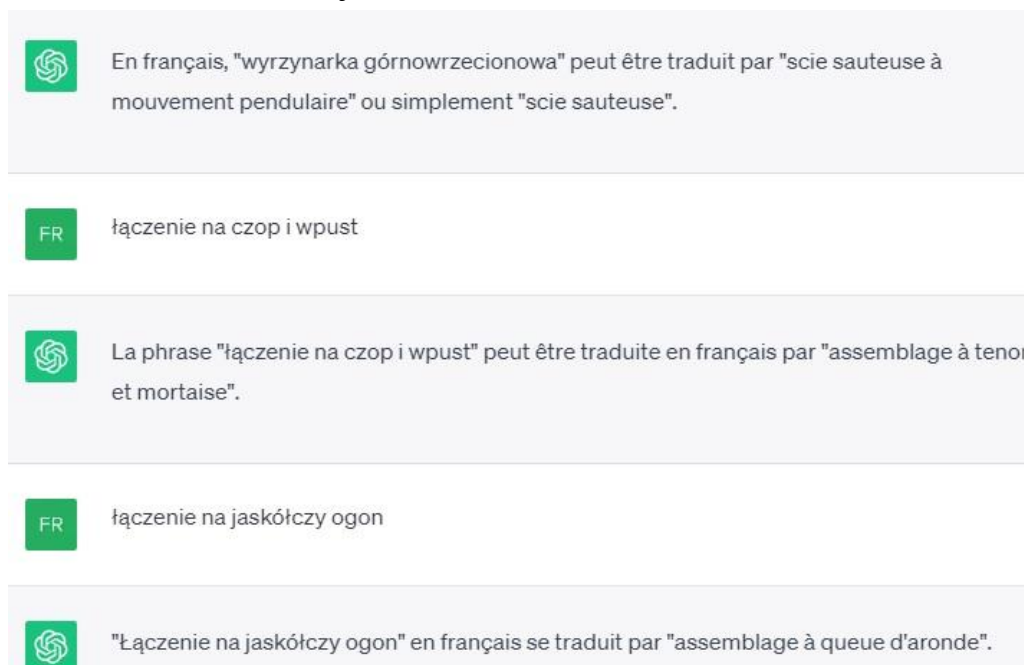 En français, "wyrzynarka górnowrzecionowa" peut être traduit par "scie sauteuse à
mouvement pendulaire" ou simplement "scie sauteuse".
FR
łączenie na czop i wpust
La phrase "łączenie na czop i wpust" peut être traduite en français par "assemblage à tenon
et mortaise".
FR
łączenie na jaskółczy ogon
"Łączenie na jaskółczy ogon" en français se traduit par "assemblage à queue d'aronde".